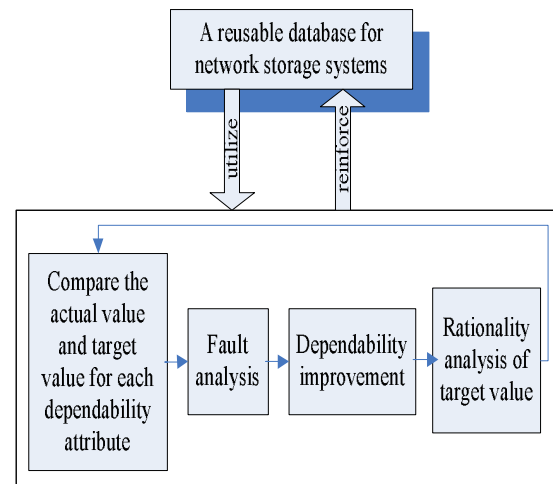 A reusable database for
network storage systems
utilize
reinforce
Compare the
actual value
and target
value for each
dependability
attribute
Fault
analysis
Dependability
improvement
Rationality
analysis of
target value